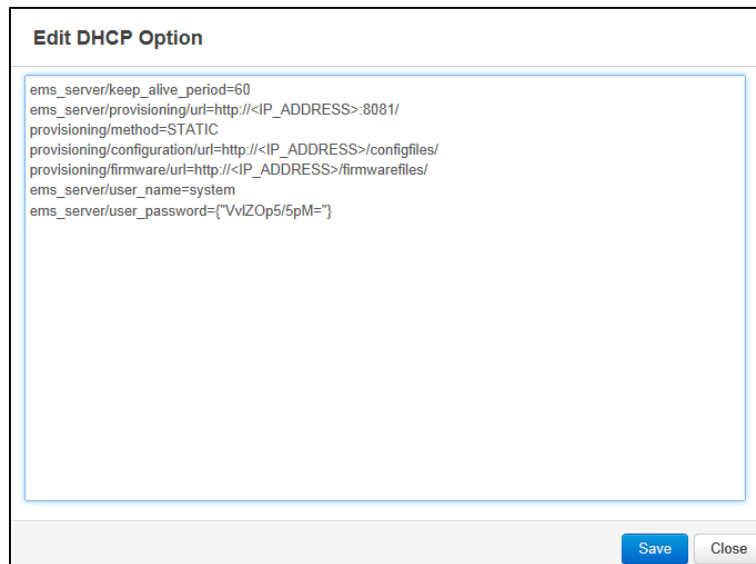 Edit DHCP Option
ems_server/keep_alive_period=60
ems_server/provisioning/url=http://<IP_ADDRESS>:8081/
provisioning/method=STATIC
provisioning/configuration/url=http://<IP_ADDRESS>/configfiles/
provisioning/firmware/url=http://<IP_ADDRESS>/firmwarefiles/
ems_server/user_name=system
ems_server/user_password={"VvlZOp5/5pM="}
Save Close